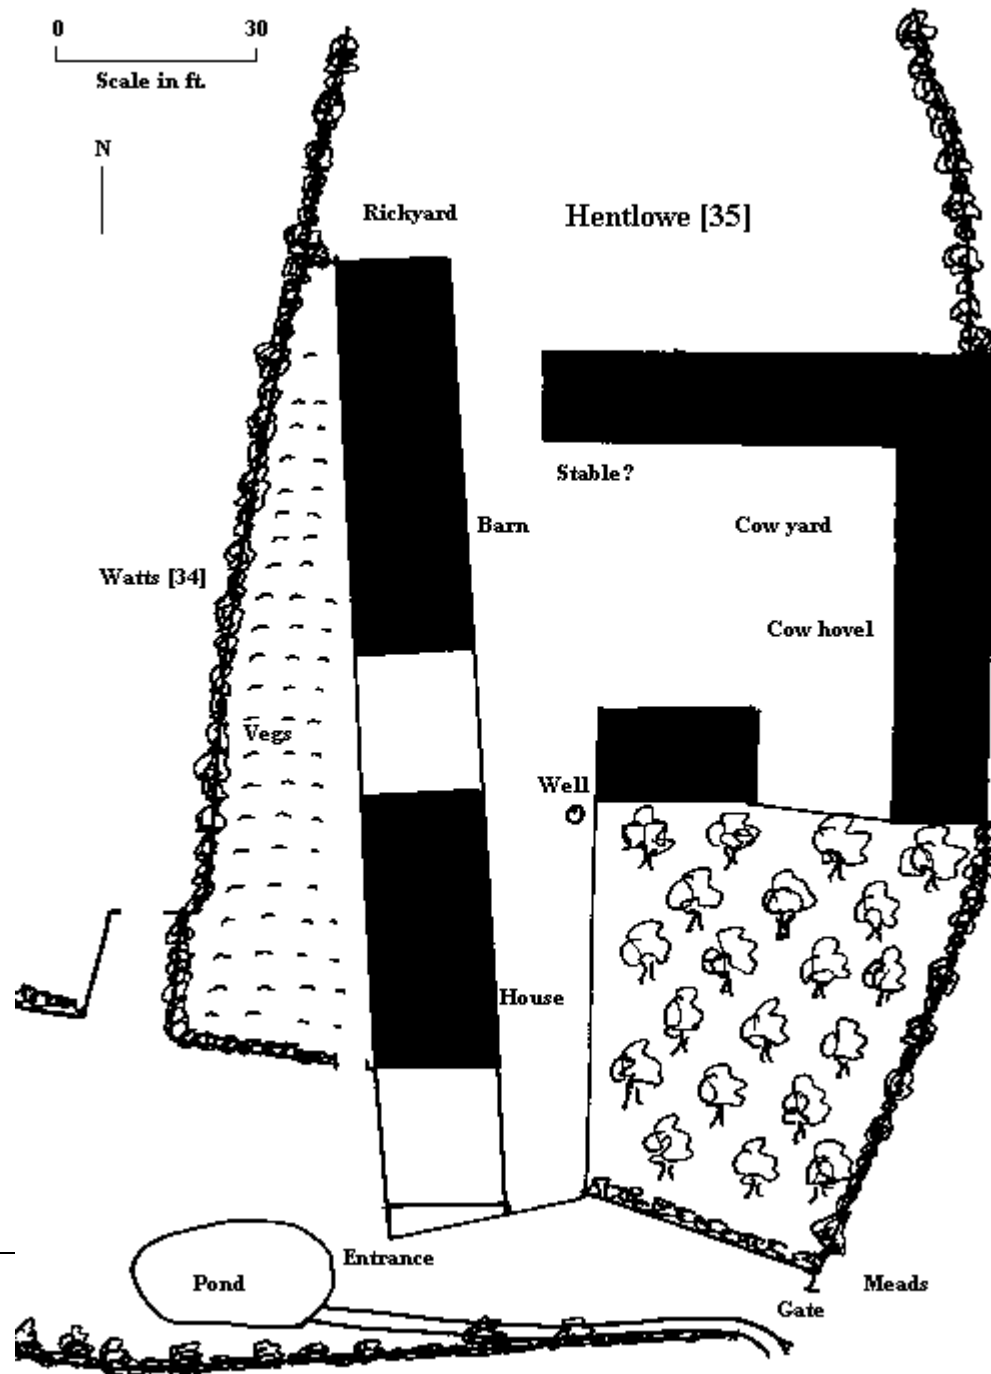 0 30
Scale in ft.
N
Rickyard
Hentlowe [35]
Stable?
Barn
Cow yard
Watts [34]
Cow hovel
Vegs
Well
House
Entrance
Pond
Meads
Gate